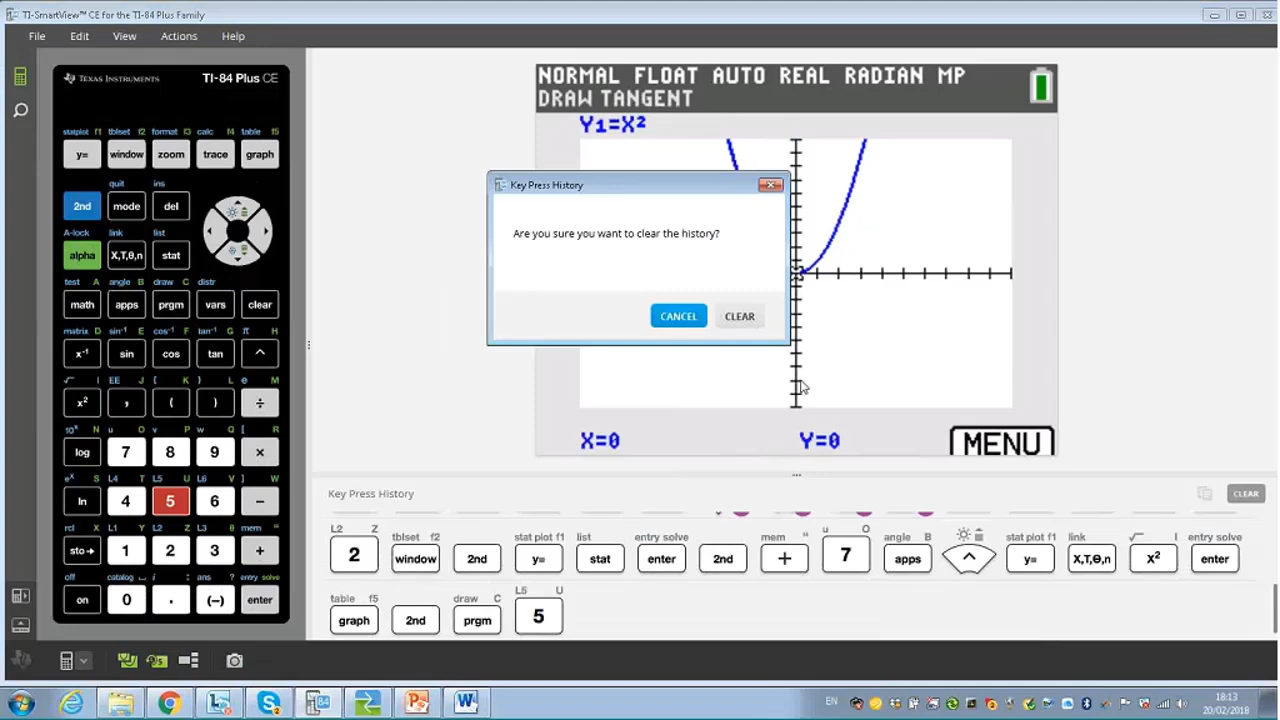 TI-SmartView™ CE for the TI-84 Plus Family
File Edit View Actions Help
TEXAS INSTRUMENTS TI-84 Plus CE
statplot f1 tblset f2 format f3 calc f4 table f5
y= window zoom trace graph
quit ins
2nd mode del
A-lock link list
alpha X,T,θ,n stat
test A angle B draw C distr
math apps prgm vars clear
matrix D sin⁻¹ E cos⁻¹ F tan⁻¹ G π H
x⁻¹ sin cos tan ^
√ I EE J { K } L e M
x² , ( ) ÷
10ˣ N u O v P w Q [ R
log 7 8 9 ×
eˣ S L4 T L5 U L6 V ] W
ln 4 5 6 −
rcl X L1 Y L2 Z L3 θ mem "
sto→ 1 2 3 +
off catalog i : ans ? entry solve
on 0 . (−) enter
NORMAL FLOAT AUTO REAL RADIAN MP
DRAW TANGENT
Y1=X²
Key Press History
Are you sure you want to clear the history?
CANCEL CLEAR
X=0 Y=0 MENU
Key Press History CLEAR
L2 Z tblset f2 stat plot f1 list entry solve mem " u O angle B stat plot f1 link √ I entry solve
2 window 2nd y= stat enter 2nd + 7 apps ^ y= X,T,θ,n x² enter
table f5 draw C L5 U
graph 2nd prgm 5
EN 18:13
20/02/2018